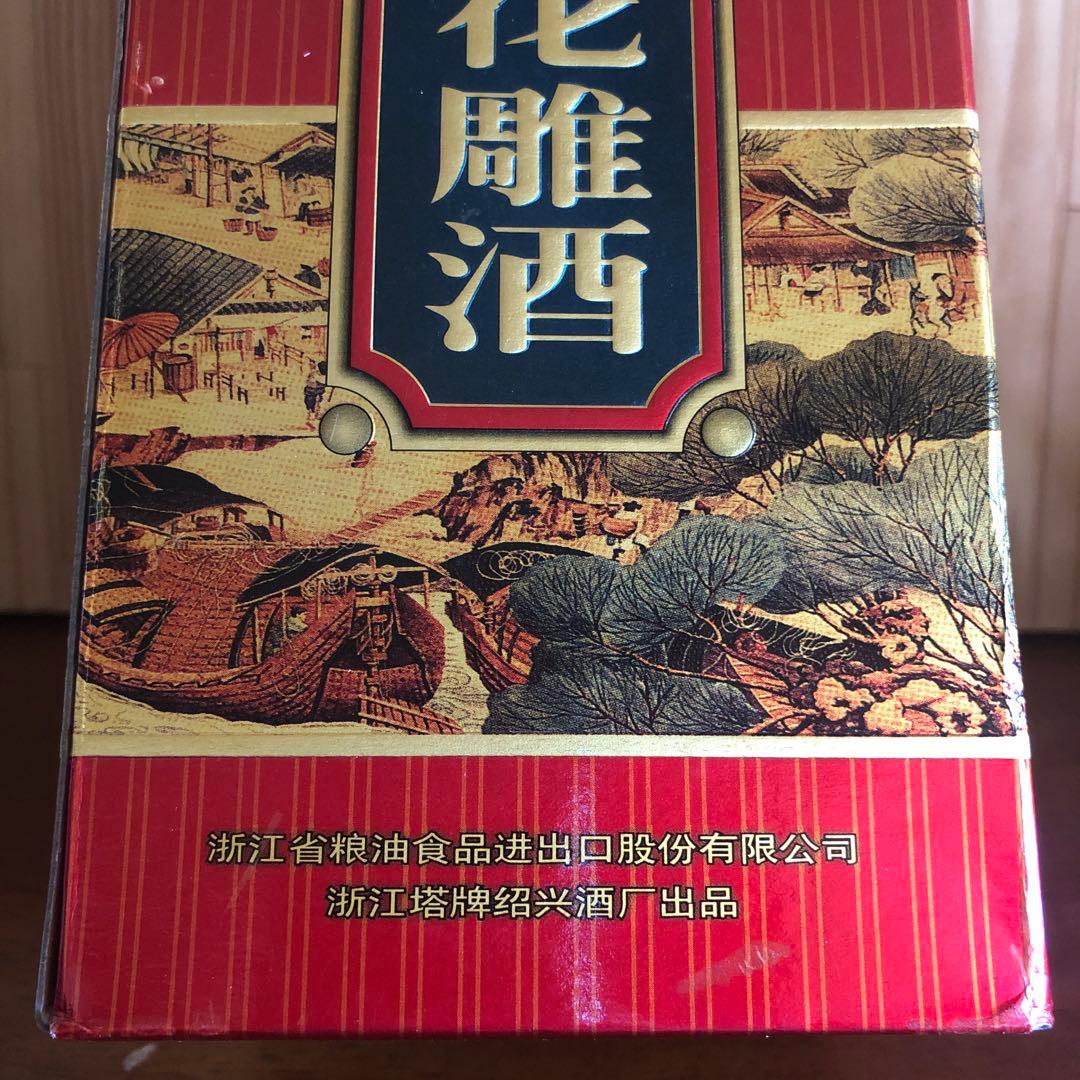 花雕酒
浙江省粮油食品进出口股份有限公司
浙江塔牌绍兴酒厂出品